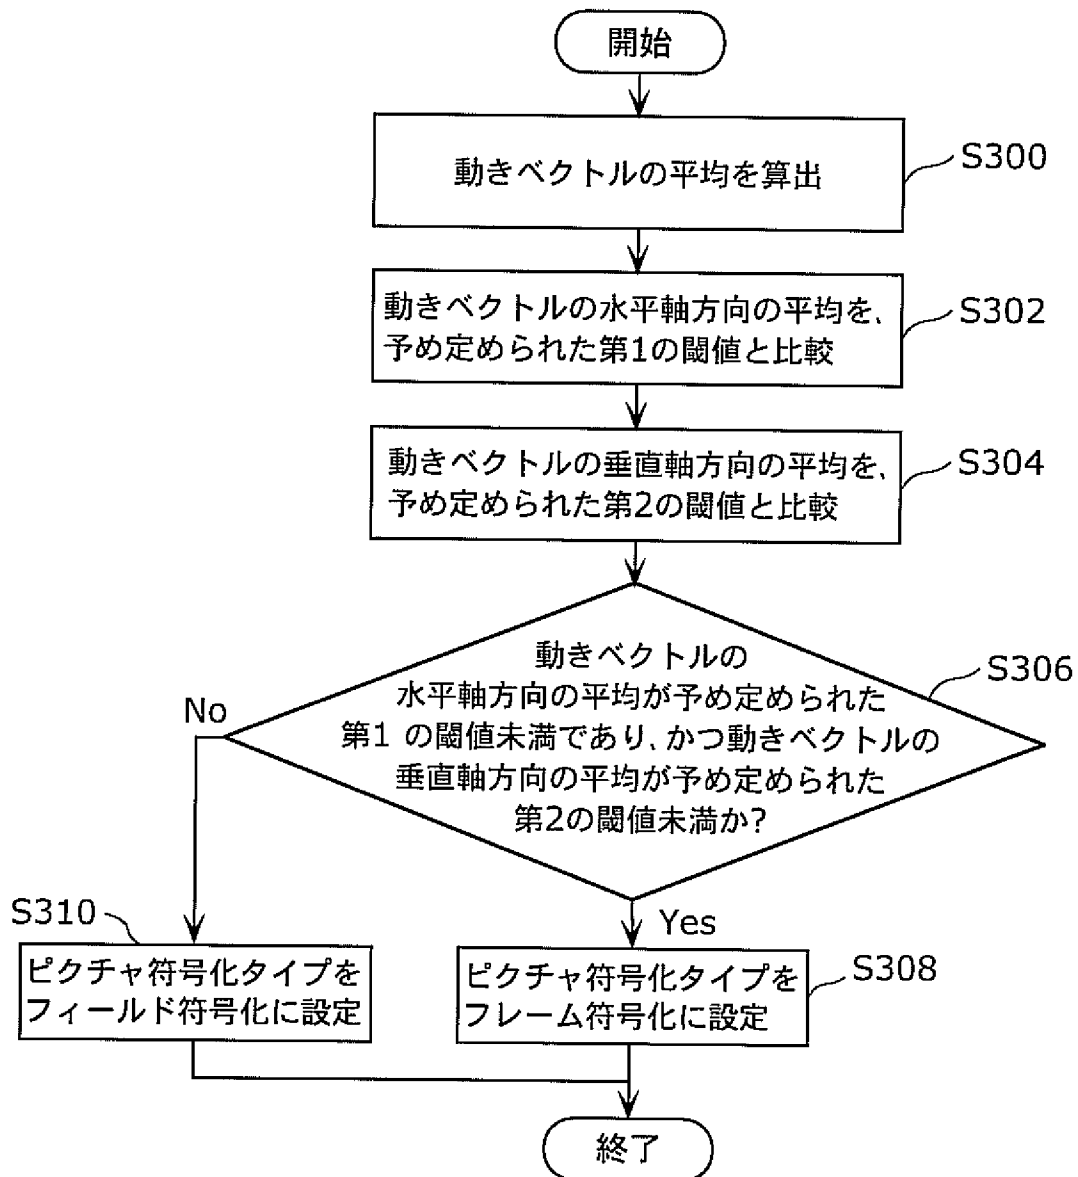 開始
動きベクトルの平均を算出
S300
動きベクトルの水平軸方向の平均を、
予め定められた第1の閾値と比較
S302
動きベクトルの垂直軸方向の平均を、
予め定められた第2の閾値と比較
S304
動きベクトルの
水平軸方向の平均が予め定められた
第1 の閾値未満であり、かつ動きベクトルの
垂直軸方向の平均が予め定められた
第2の閾値未満か?
S306
No
Yes
S310
ピクチャ符号化タイプを
フィールド符号化に設定
ピクチャ符号化タイプを
フレーム符号化に設定
S308
終了